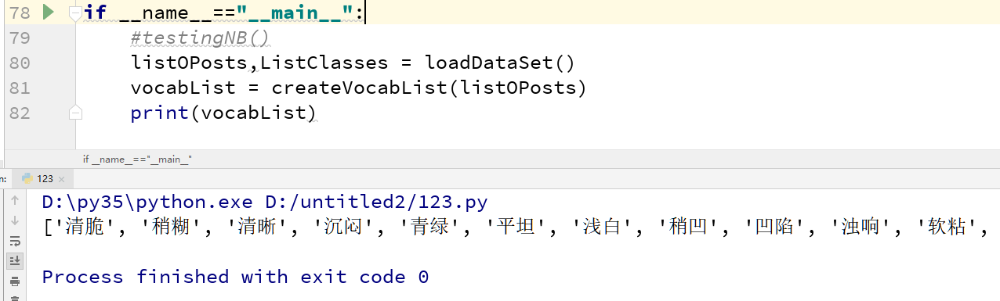 78 if __name__=="__main__":
79 #testingNB()
80 listOPosts,ListClasses = loadDataSet()
81 vocabList = createVocabList(listOPosts)
82 print(vocabList)
if __name__=="__main__"
n: 123
D:\py35\python.exe D:/untitled2/123.py
['清脆', '稍糊', '清晰', '沉闷', '青绿', '平坦', '浅白', '稍凹', '凹陷', '浊响', '软粘',
Process finished with exit code 0